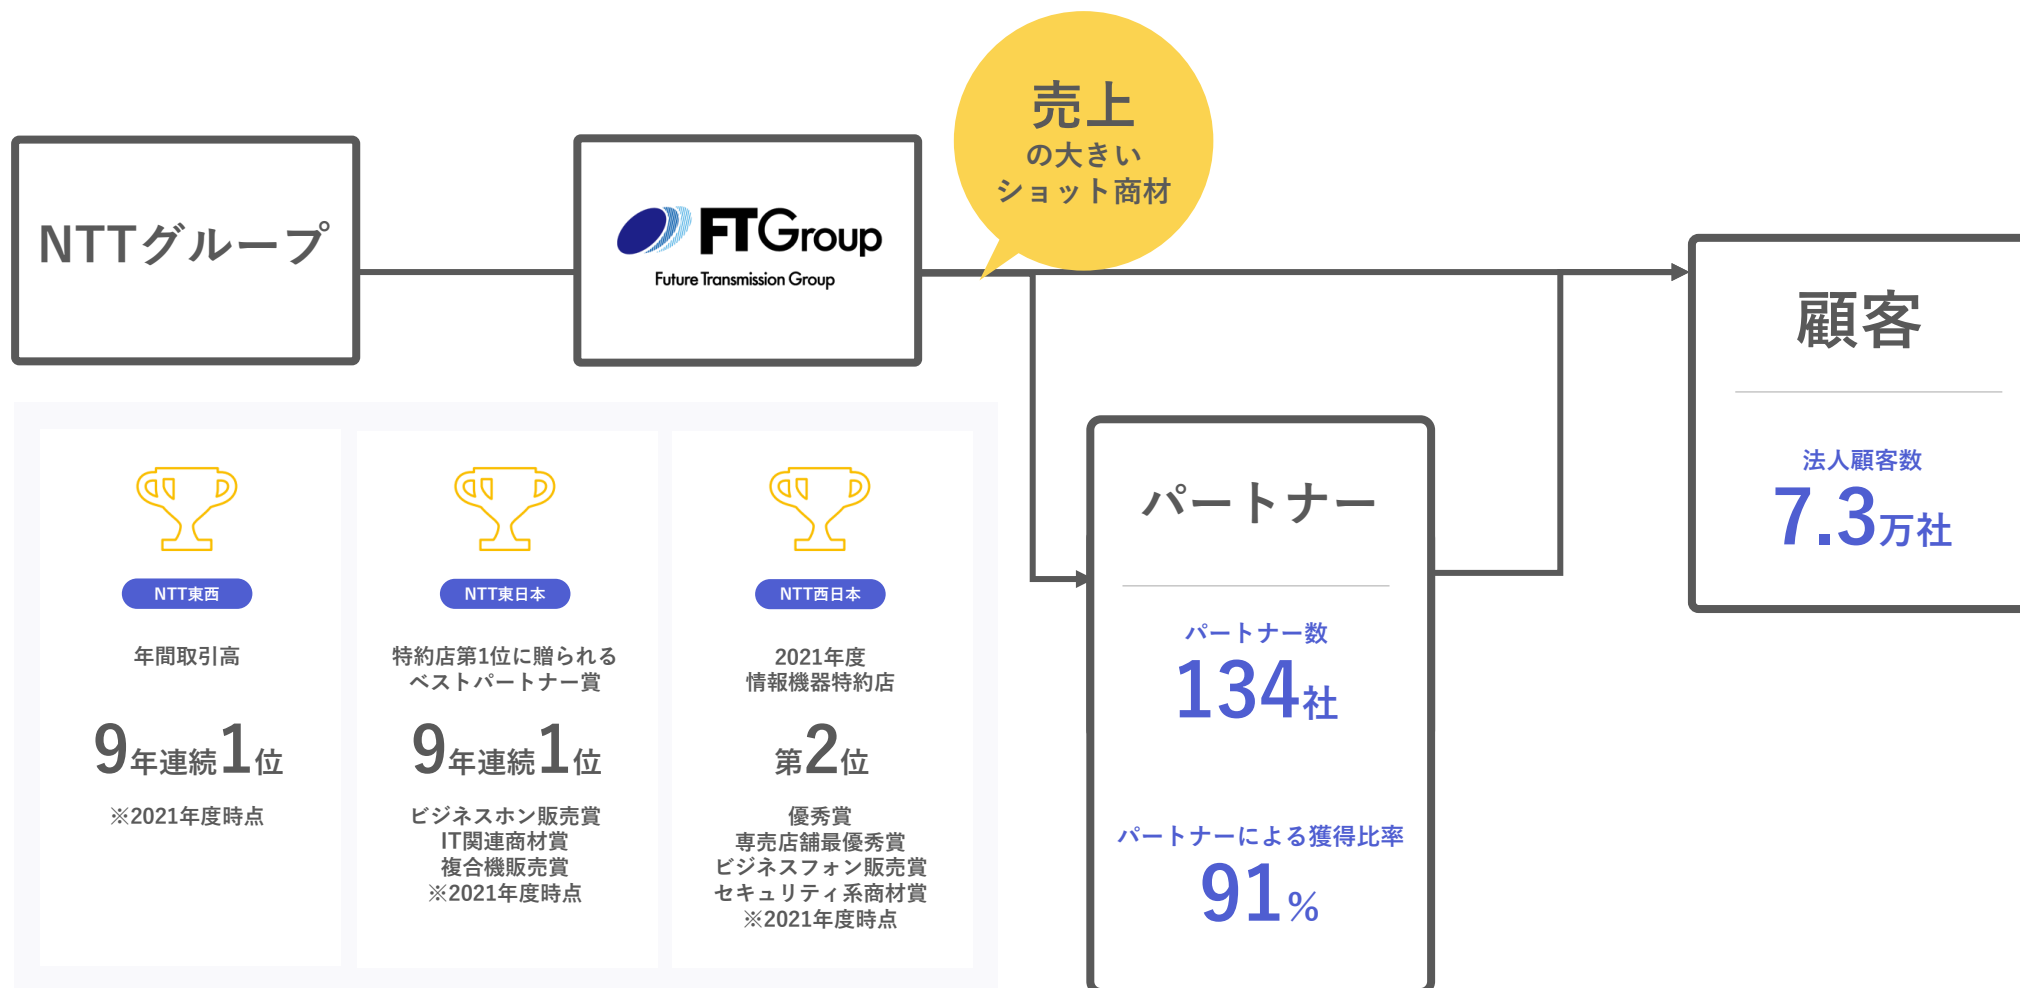 NTTグループ
FTGroup
Future Transmission Group
売上
の大きい
ショット商材
顧客
法人顧客数
7.3万社
パートナー
パートナー数
134社
パートナーによる獲得比率
91%
NTT東西
年間取引高
9年連続1位
※2021年度時点
NTT東日本
特約店第1位に贈られる
ベストパートナー賞
9年連続1位
ビジネスホン販売賞
IT関連商材賞
複合機販売賞
※2021年度時点
NTT西日本
2021年度
情報機器特約店
第2位
優秀賞
専売店舗最優秀賞
ビジネスフォン販売賞
セキュリティ系商材賞
※2021年度時点